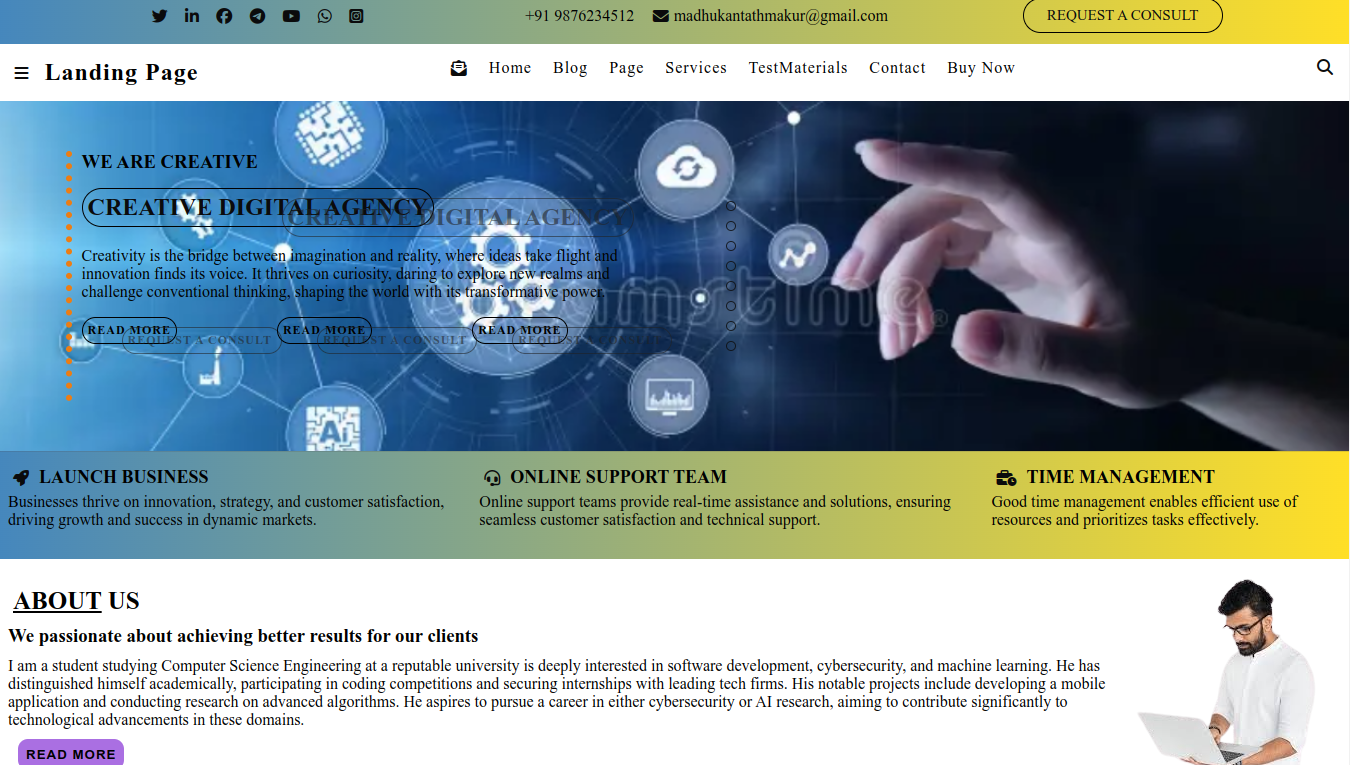 +91 9876234512 madhukantathmakur@gmail.com REQUEST A CONSULT
Landing Page Home Blog Page Services TestMaterials Contact Buy Now
WE ARE CREATIVE
CREATIVE DIGITAL AGENCY
CREATIVE DIGITAL AGENCY
Creativity is the bridge between imagination and reality, where ideas take flight and
innovation finds its voice. It thrives on curiosity, daring to explore new realms and
challenge conventional thinking, shaping the world with its transformative power.
READ MORE READ MORE READ MORE
REQUEST A CONSULT REQUEST A CONSULT REQUEST A CONSULT
Ai
LAUNCH BUSINESS
Businesses thrive on innovation, strategy, and customer satisfaction,
driving growth and success in dynamic markets.
ONLINE SUPPORT TEAM
Online support teams provide real-time assistance and solutions, ensuring
seamless customer satisfaction and technical support.
TIME MANAGEMENT
Good time management enables efficient use of
resources and prioritizes tasks effectively.
ABOUT US
We passionate about achieving better results for our clients
I am a student studying Computer Science Engineering at a reputable university is deeply interested in software development, cybersecurity, and machine learning. He has
distinguished himself academically, participating in coding competitions and securing internships with leading tech firms. His notable projects include developing a mobile
application and conducting research on advanced algorithms. He aspires to pursue a career in either cybersecurity or AI research, aiming to contribute significantly to
technological advancements in these domains.
READ MORE